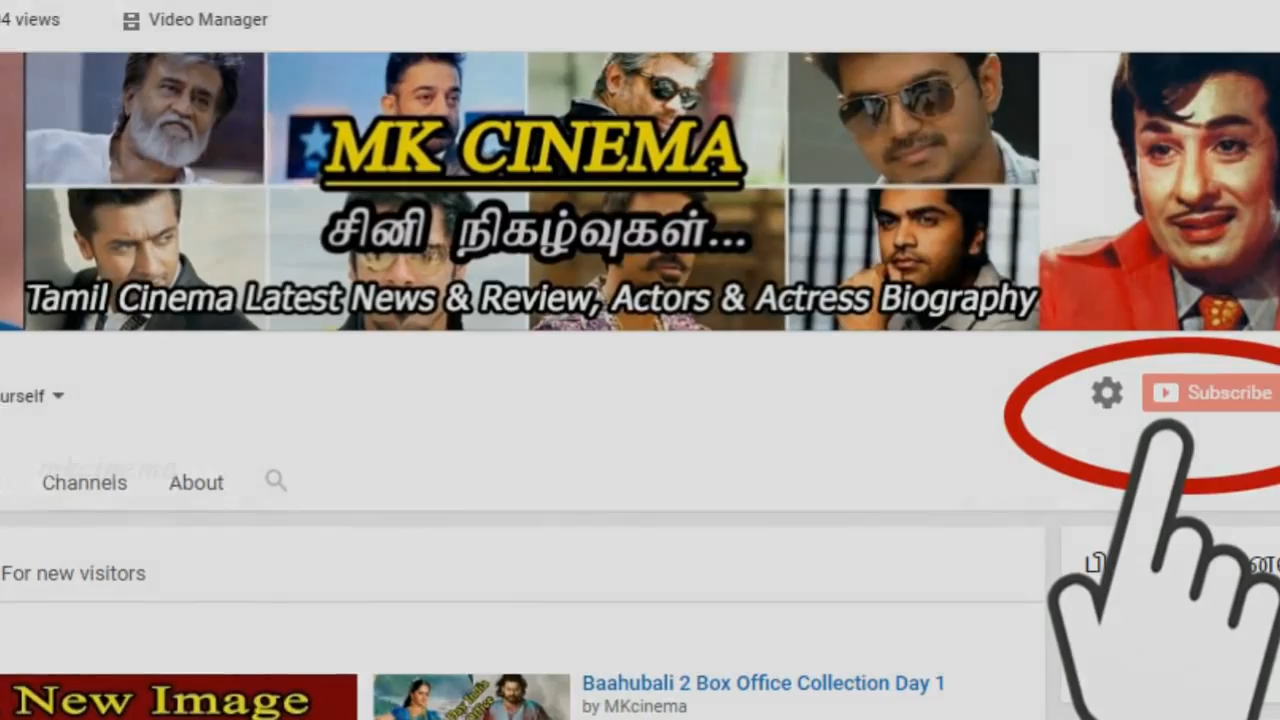 4 views
Video Manager
MK CINEMA
சினி நிகழ்வுகள்...
Tamil Cinema Latest News & Review, Actors & Actress Biography
urself
Subscribe
mkcinema
Channels
About
For new visitors
New Image
Baahubali 2 Box Office Collection Day 1
by MKcinema